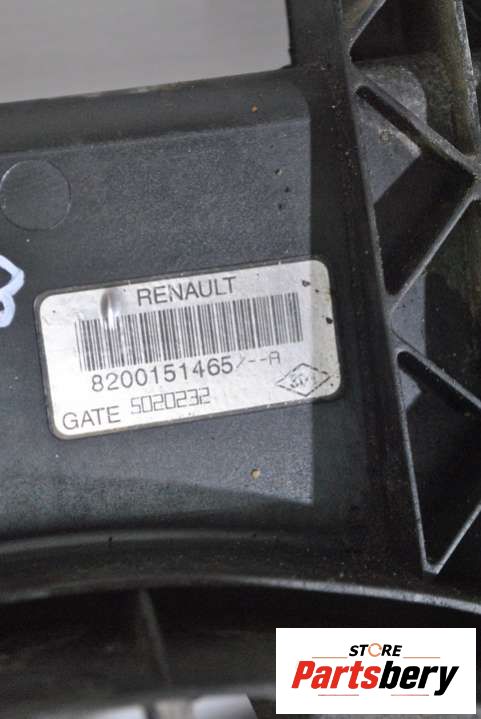 RENAULT
8200151465/--A
GATE 5020232
STORE
Partsbery